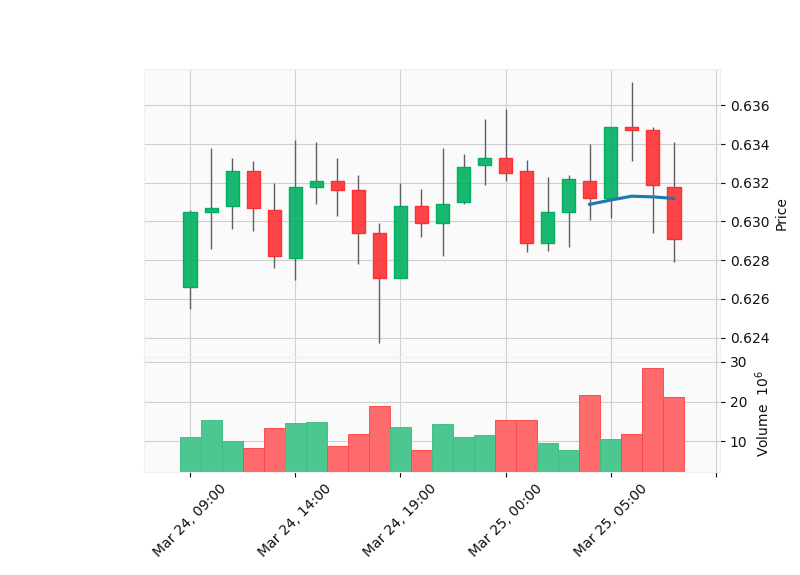 0.636
0.634
0.632
0.630
0.628
0.626
0.624
Price
30
20
10
Volume 10⁶
Mar 24, 09:00
Mar 24, 14:00
Mar 24, 19:00
Mar 25, 00:00
Mar 25, 05:00